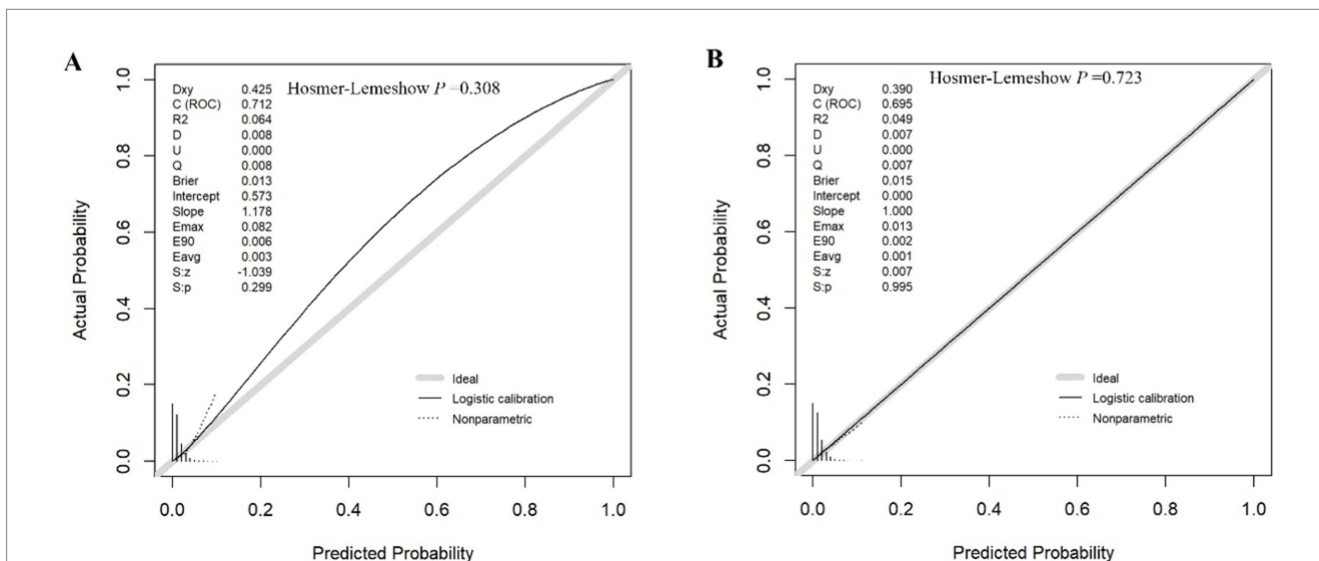 A
Hosmer-Lemeshow P =0.308
Dxy 0.425
C (ROC) 0.712
R2 0.064
D 0.008
U 0.000
Q 0.008
Brier 0.013
Intercept 0.573
Slope 1.178
Emax 0.082
E90 0.006
Eavg 0.003
S:z -1.039
S:p 0.299
Ideal
Logistic calibration
Nonparametric
Actual Probability
0.0 0.2 0.4 0.6 0.8 1.0
0.0 0.2 0.4 0.6 0.8 1.0
Predicted Probability
B
Hosmer-Lemeshow P =0.723
Dxy 0.390
C (ROC) 0.695
R2 0.049
D 0.007
U 0.000
Q 0.007
Brier 0.015
Intercept 0.000
Slope 1.000
Emax 0.013
E90 0.002
Eavg 0.001
S:z 0.007
S:p 0.995
Ideal
Logistic calibration
Nonparametric
Actual Probability
0.0 0.2 0.4 0.6 0.8 1.0
0.0 0.2 0.4 0.6 0.8 1.0
Predicted Probability